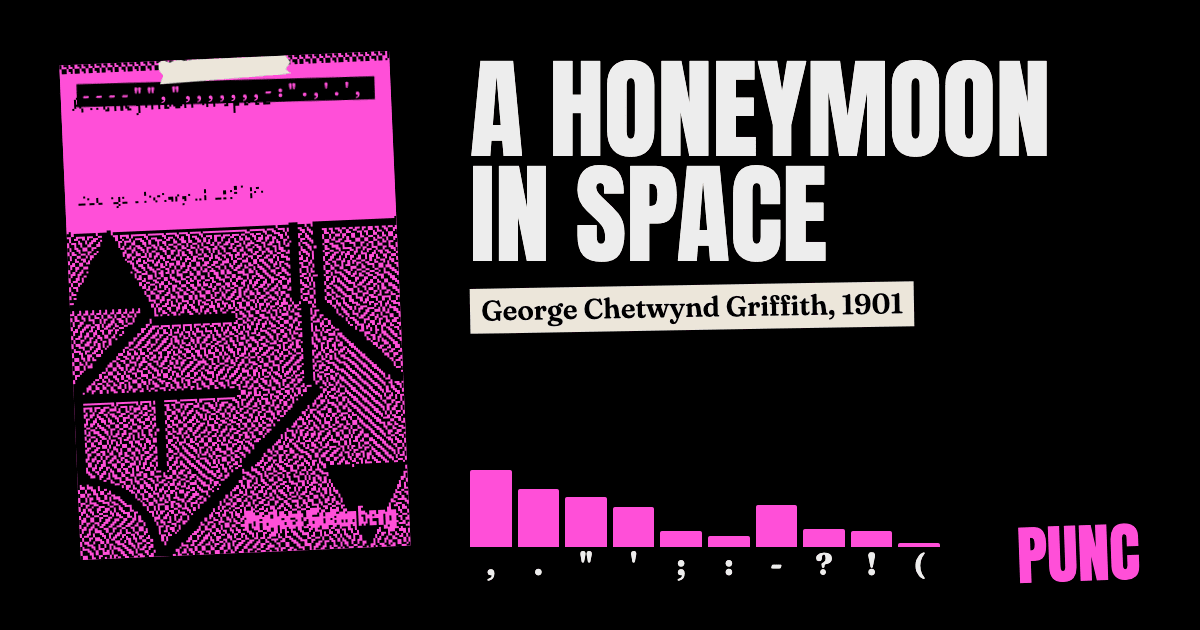 ----"",",,,,,,,-:".,'.',
Project Gutenberg
A HONEYMOON
IN SPACE
George Chetwynd Griffith, 1901
, . " ' ; : - ? ! (
PUNC